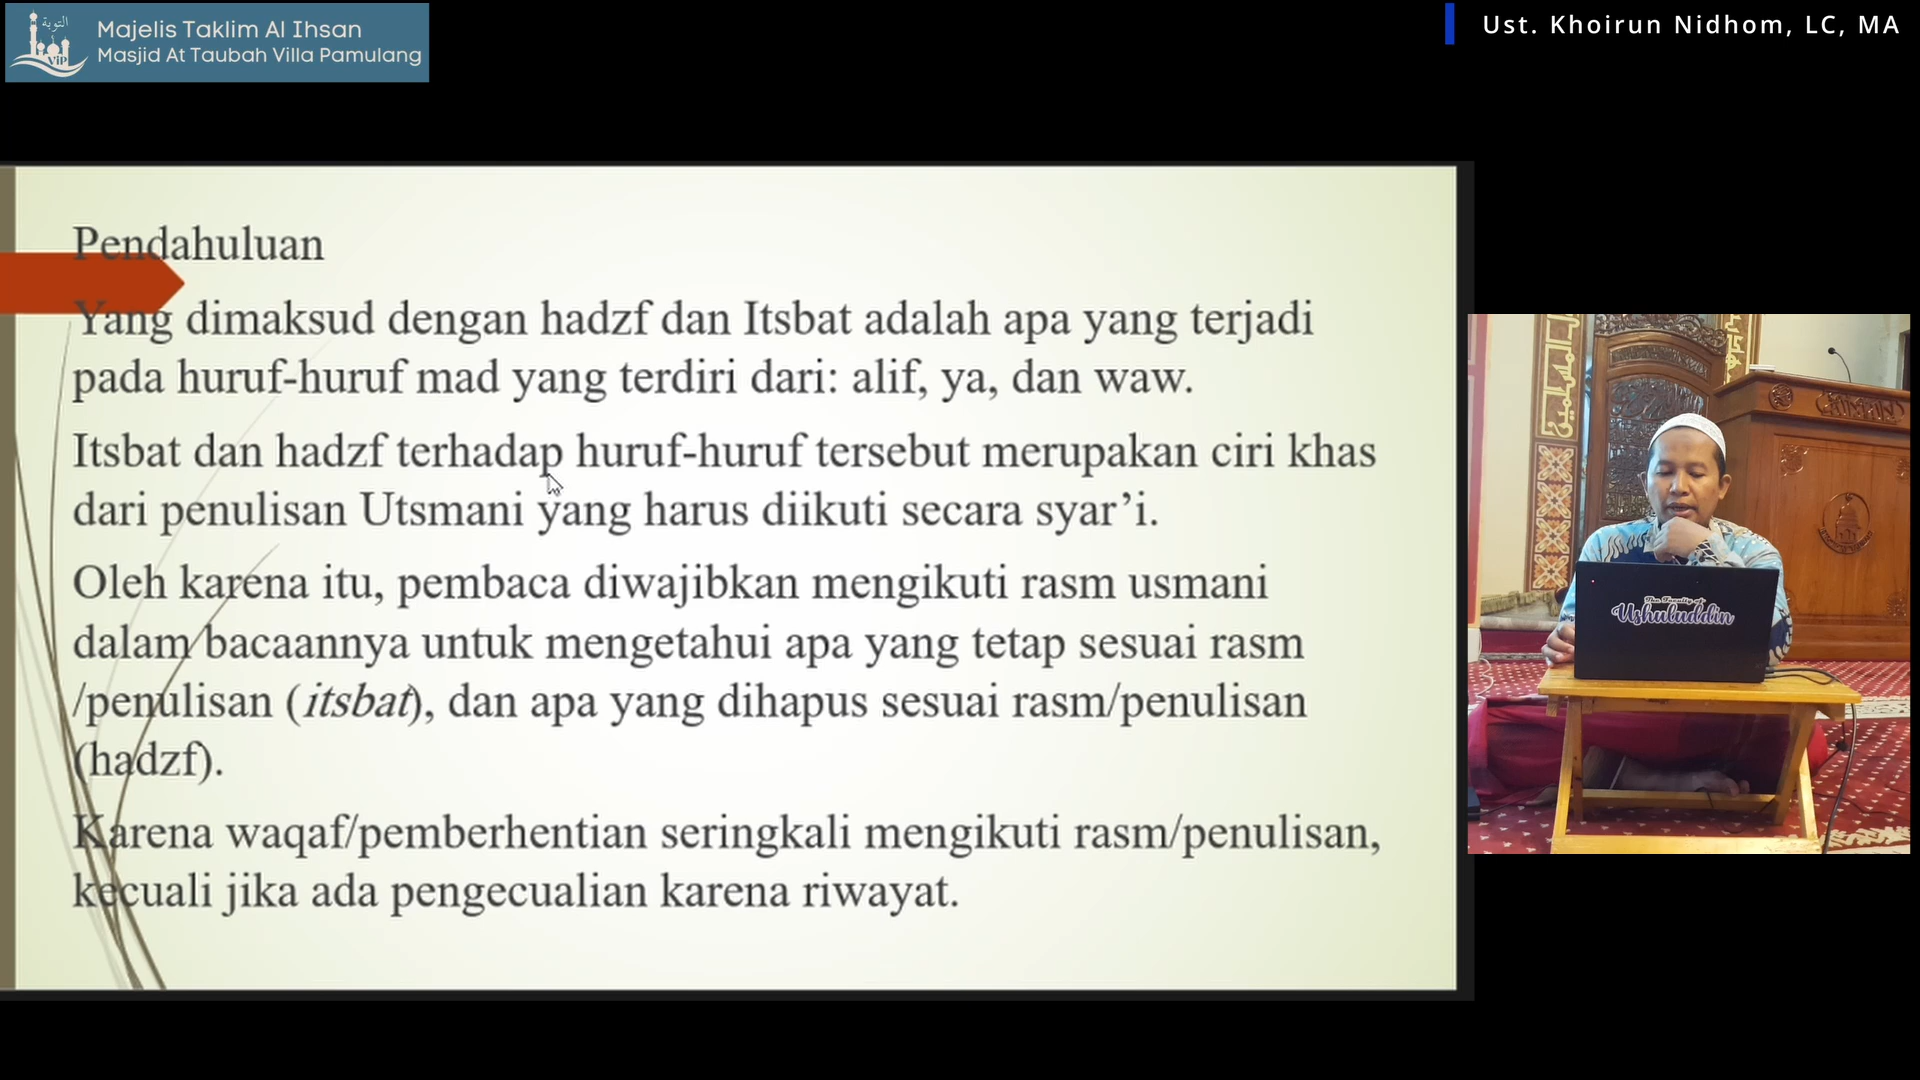 التوبة
ViP
Majelis Taklim Al Ihsan
Masjid At Taubah Villa Pamulang
Ust. Khoirun Nidhom, LC, MA
Pendahuluan
Yang dimaksud dengan hadzf dan Itsbat adalah apa yang terjadi
pada huruf-huruf mad yang terdiri dari: alif, ya, dan waw.
Itsbat dan hadzf terhadap huruf-huruf tersebut merupakan ciri khas
dari penulisan Utsmani yang harus diikuti secara syar’i.
Oleh karena itu, pembaca diwajibkan mengikuti rasm usmani
dalam bacaannya untuk mengetahui apa yang tetap sesuai rasm
/penulisan (itsbat), dan apa yang dihapus sesuai rasm/penulisan
(hadzf).
Karena waqaf/pemberhentian seringkali mengikuti rasm/penulisan,
kecuali jika ada pengecualian karena riwayat.
The Faculty of
Ushuluddin